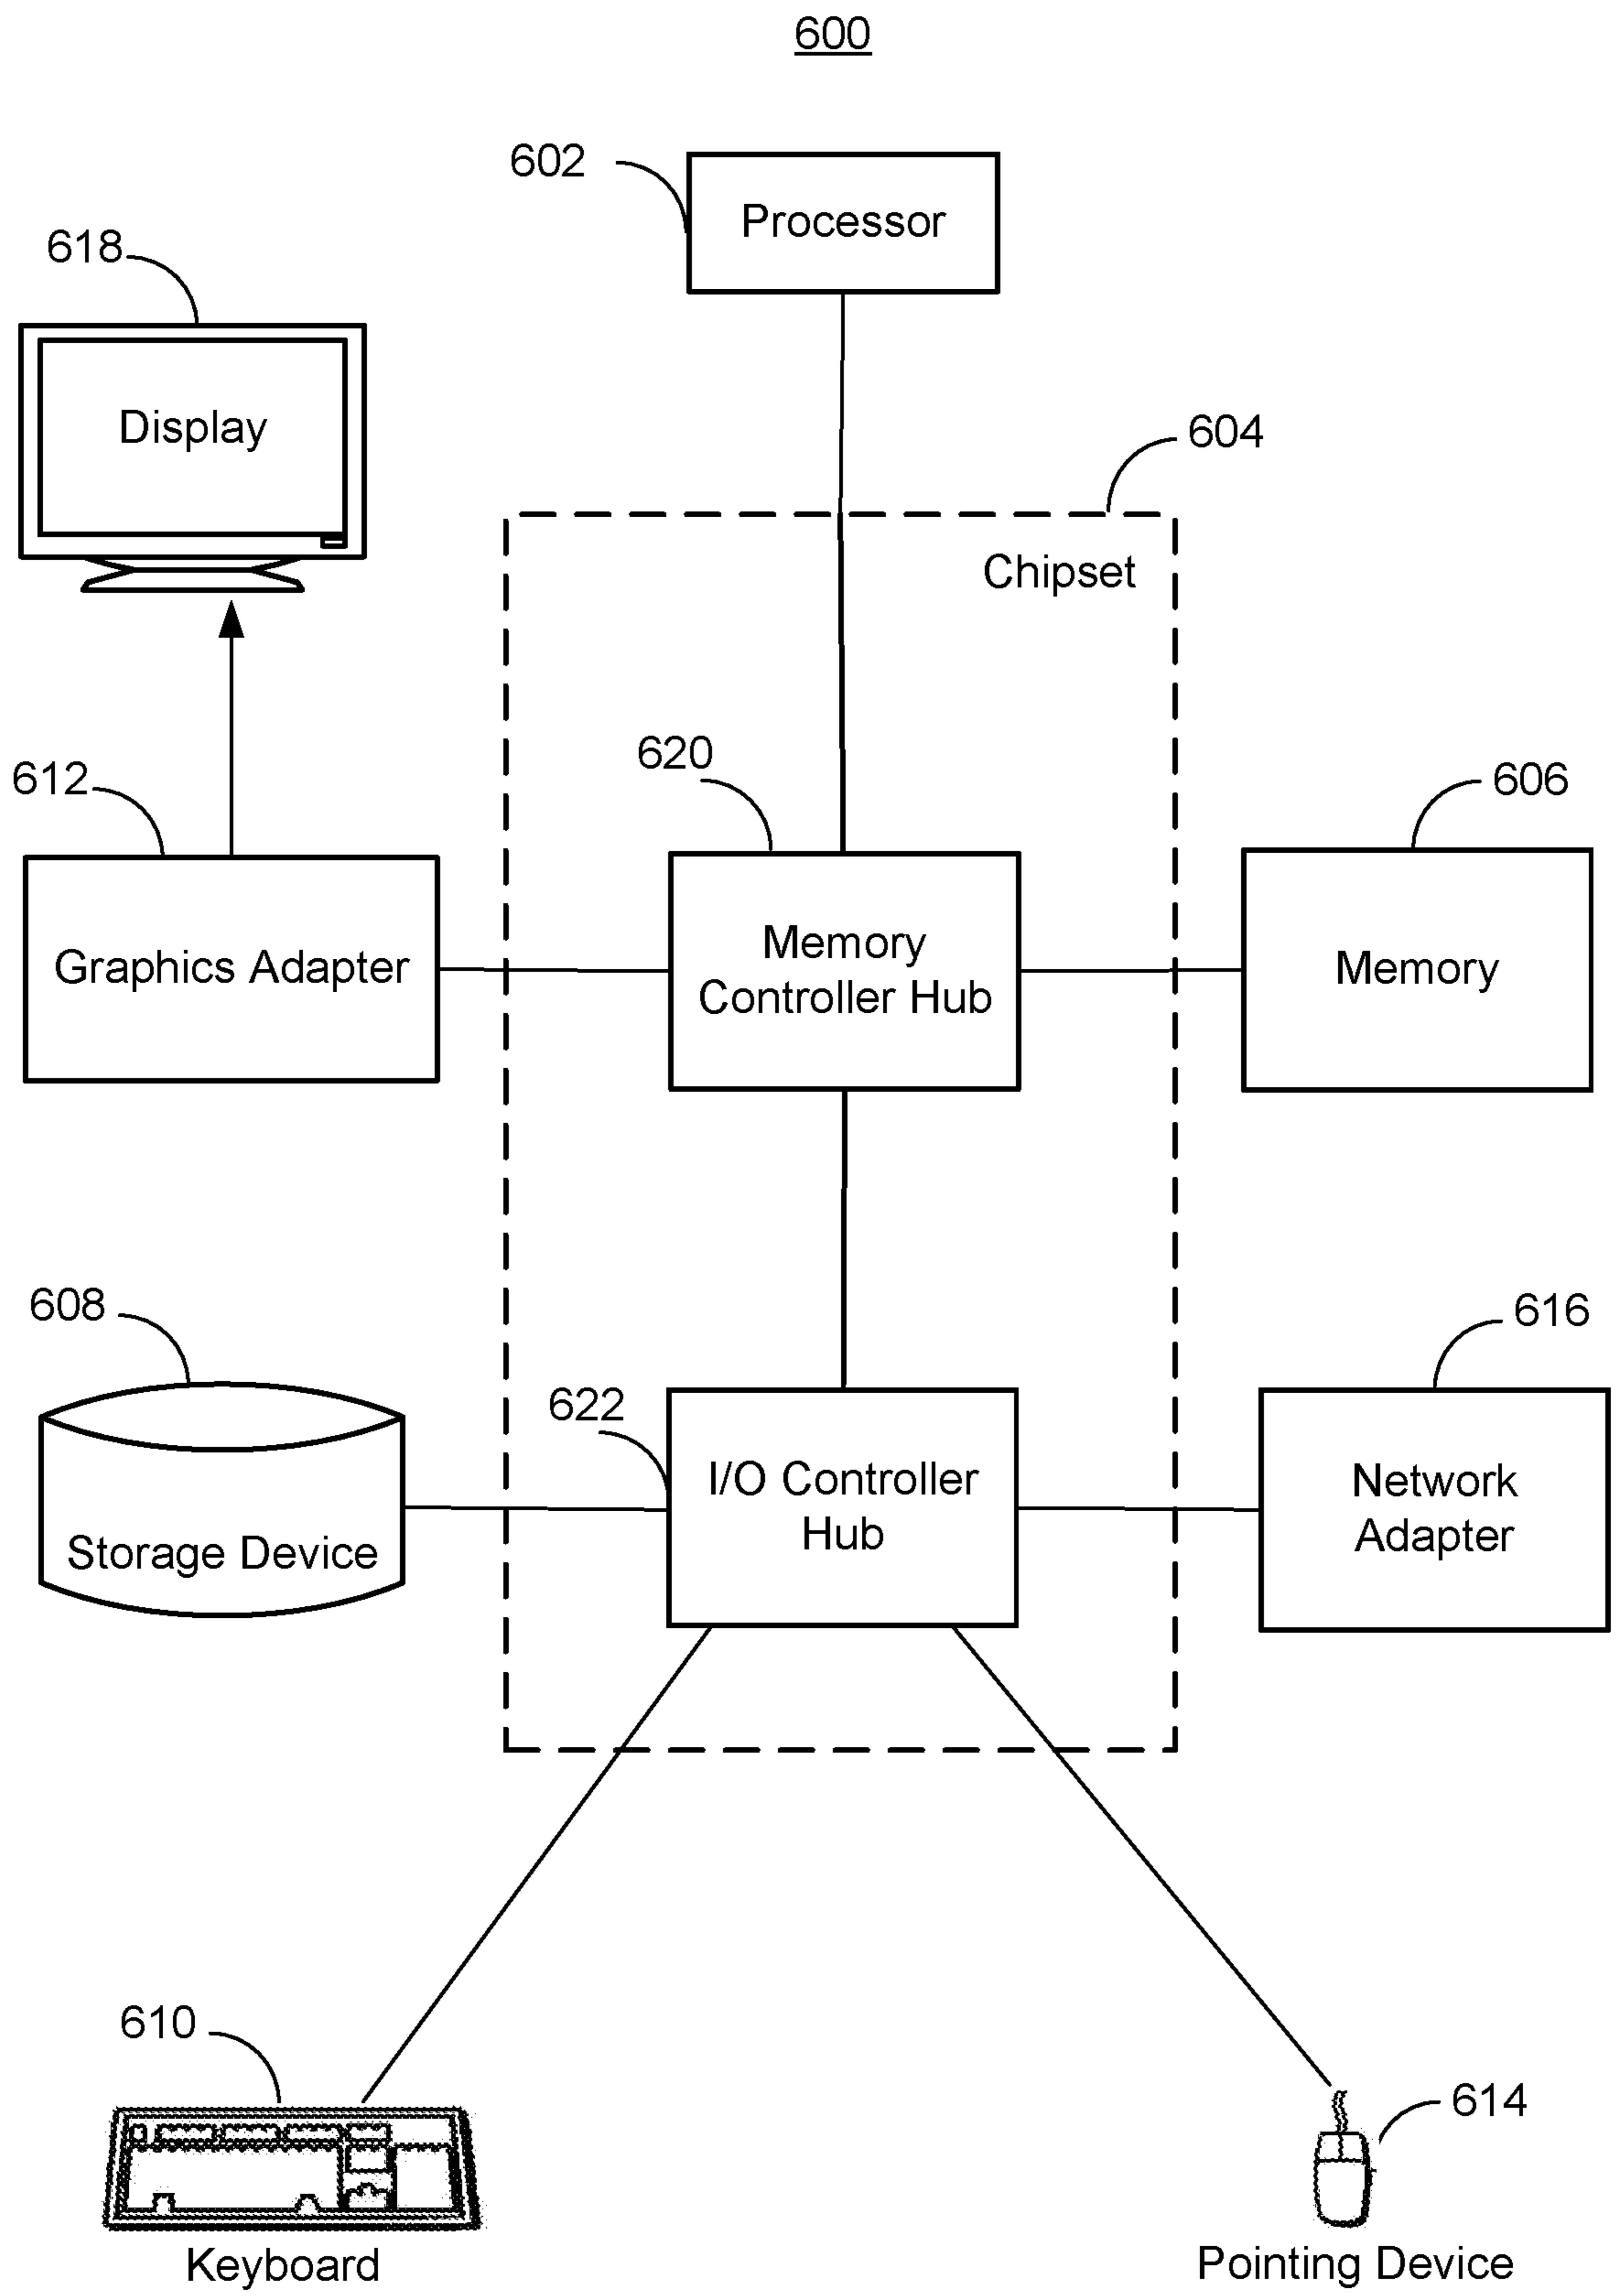 600
602
Processor
618
Display
604
Chipset
620
612
606
Memory
Controller Hub
Graphics Adapter
Memory
608
616
622
I/O Controller
Hub
Network
Adapter
Storage Device
610
614
Keyboard
Pointing Device